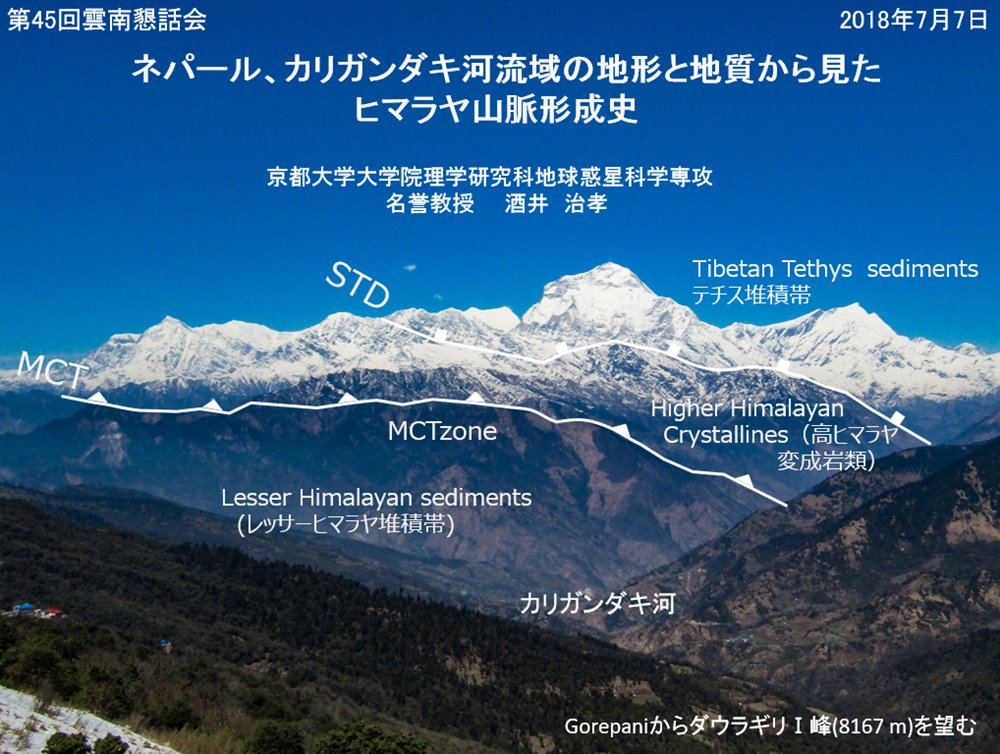 第45回雲南懇話会
2018年7月7日
ネパール、カリガンダキ河流域の地形と地質から見た
ヒマラヤ山脈形成史
京都大学大学院理学研究科地球惑星科学専攻
名誉教授 酒井 治孝
STD
Tibetan Tethys sediments
テチス堆積帯
MCT
MCTzone
Higher Himalayan
Crystallines（高ヒマラヤ
変成岩類）
Lesser Himalayan sediments
(レッサーヒマラヤ堆積帯)
カリガンダキ河
GorepaniからダウラギリⅠ峰(8167 m)を望む